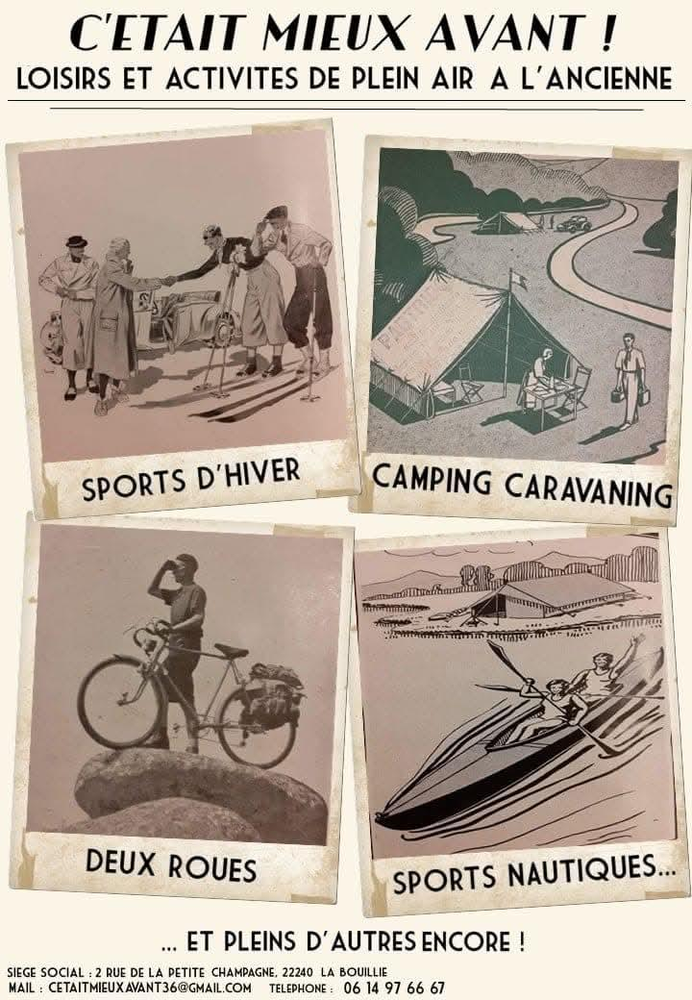 C'ETAIT MIEUX AVANT !
LOISIRS ET ACTIVITES DE PLEIN AIR A L'ANCIENNE
SPORTS D'HIVER
CAMPING CARAVANING
DEUX ROUES
SPORTS NAUTIQUES...
... ET PLEINS D'AUTRES ENCORE !
SIEGE SOCIAL : 2 RUE DE LA PETITE CHAMPAGNE, 22240 LA BOUILLIE
MAIL : CETAITMIEUXAVANT36@GMAIL.COM TELEPHONE : 06 14 97 66 67